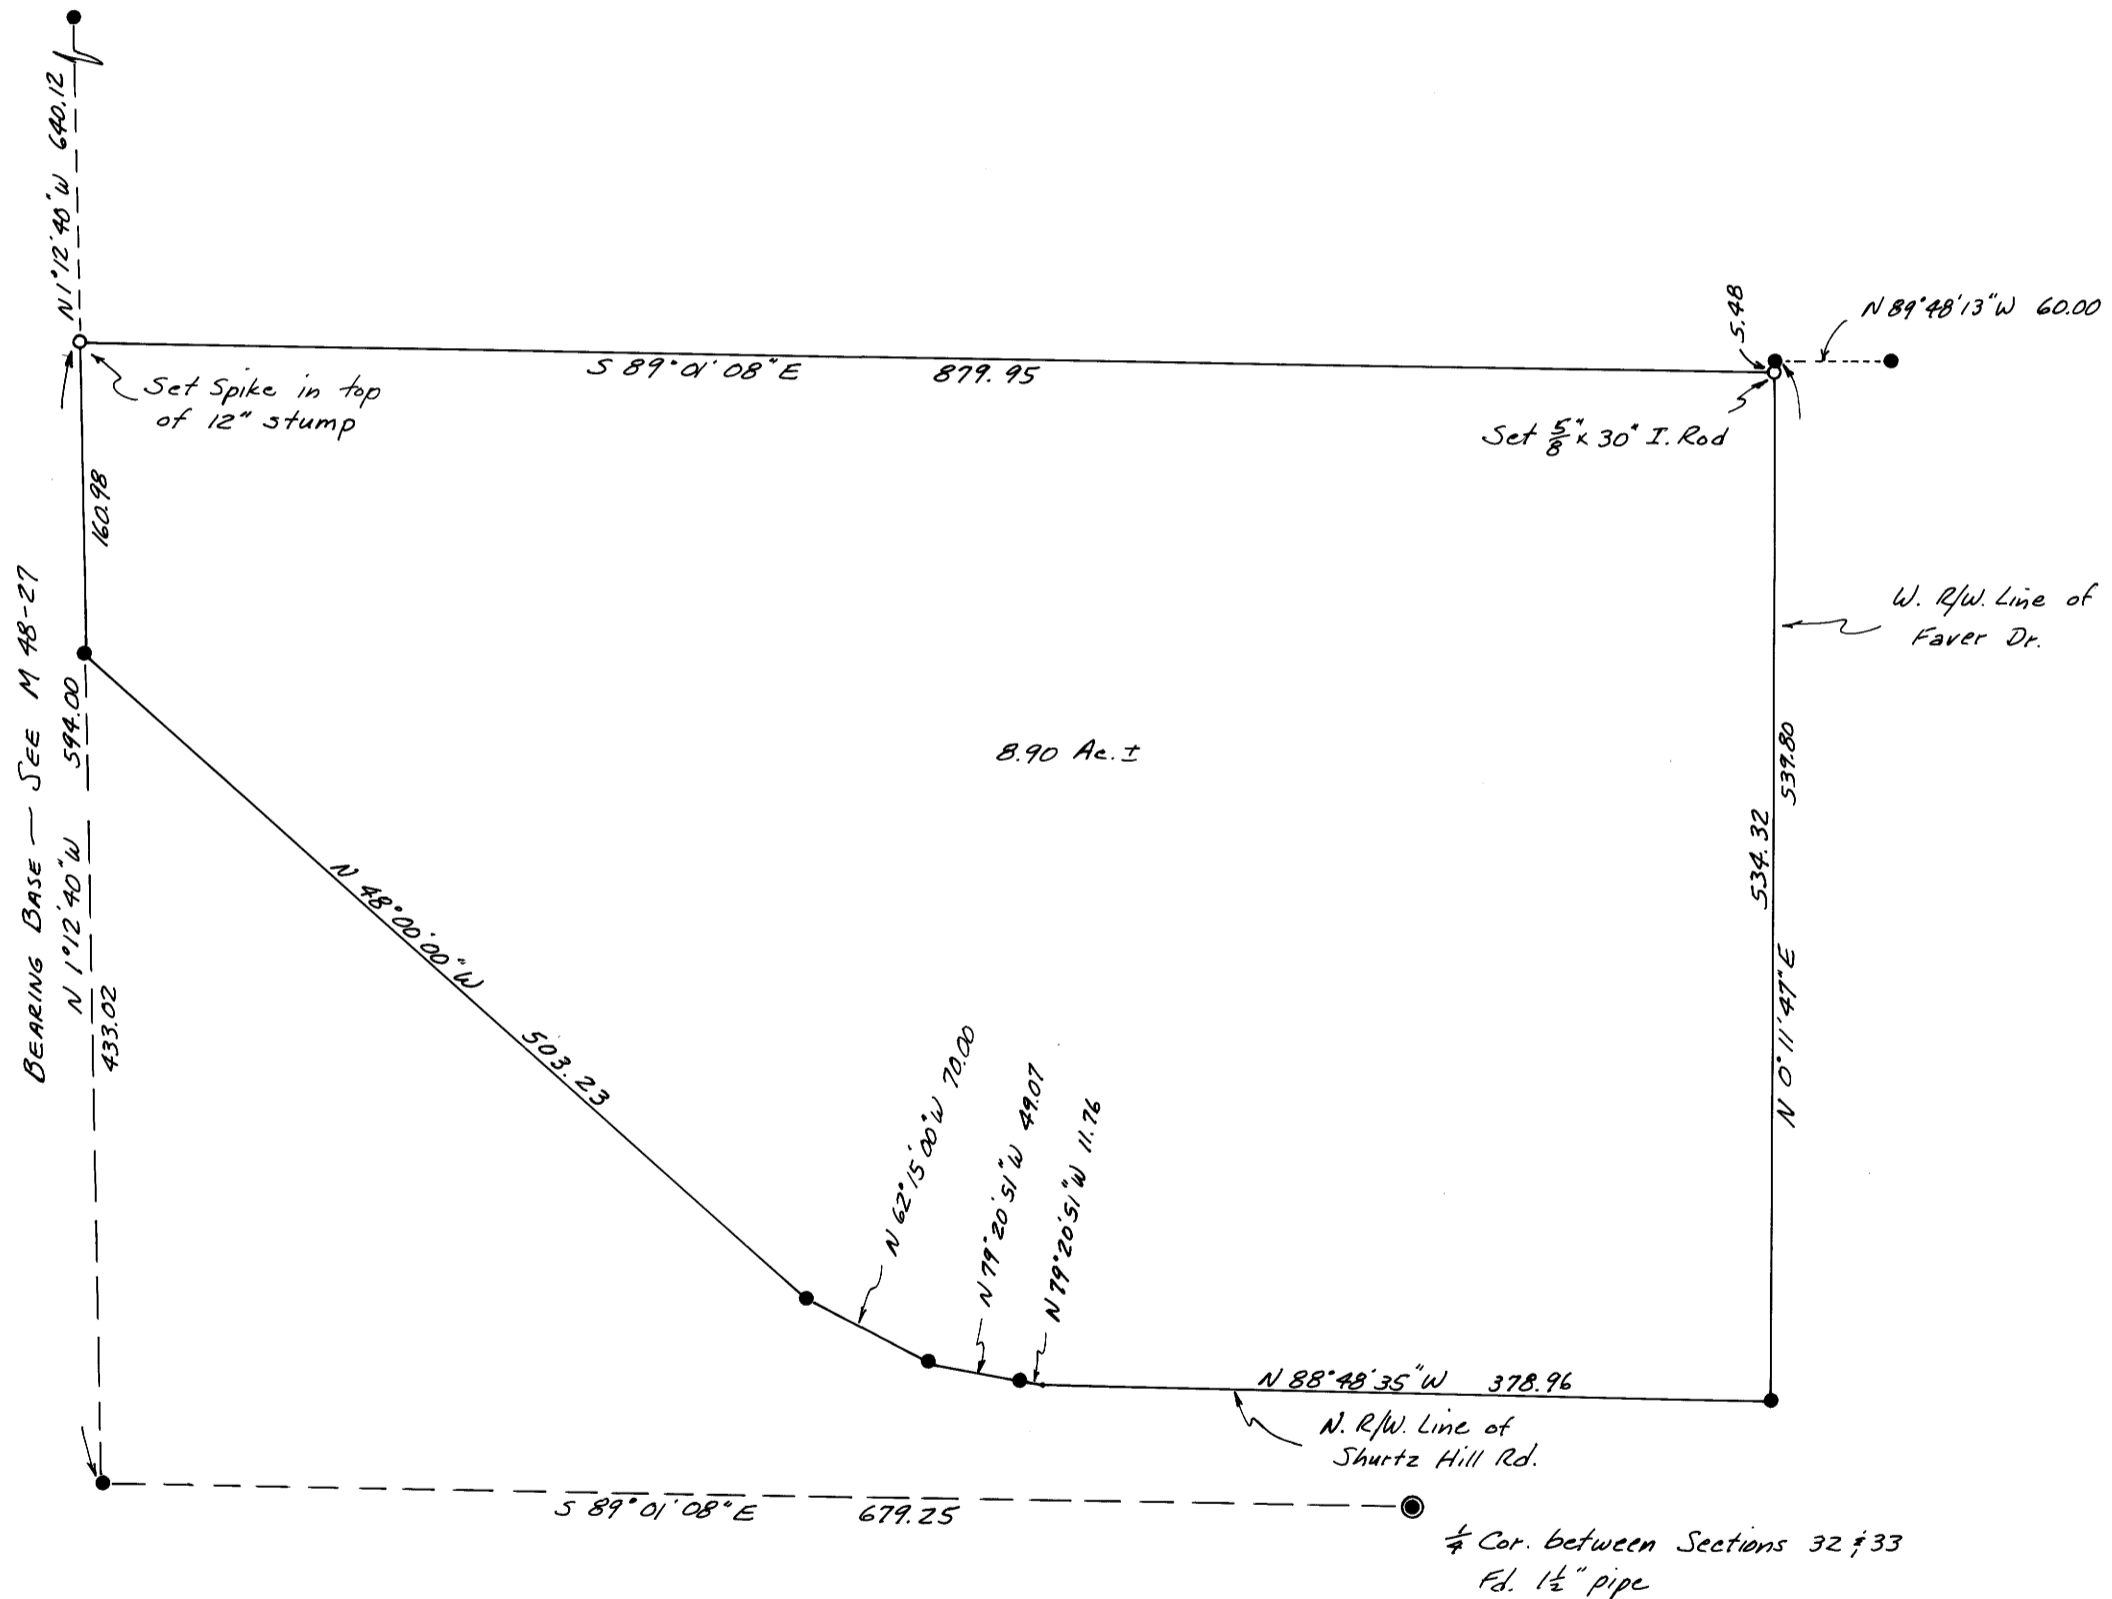 N 1°12'40"W 640.12
S 89°01'08"E 879.95
5.48
N 89°48'13"W 60.00
Set Spike in top
of 12" stump
Set 5/8" x 30" I. Rod
160.98
W. R/W. Line of
Faver Dr.
BEARING BASE — SEE M 48-27
N 1°12'40"W 594.00
433.02
8.90 Ac. ±
534.32
N 0°11'47"E 539.80
N 48°00'00"W 503.23
N 62°15'00"W 70.00
N 79°20'51"W 49.07
N 79°20'51"W 11.76
N 88°48'35"W 378.96
N. R/W. Line of
Shurtz Hill Rd.
S 89°01'08"E 679.25
1/4 Cor. between Sections 32 & 33
Fd. 1 1/2" pipe